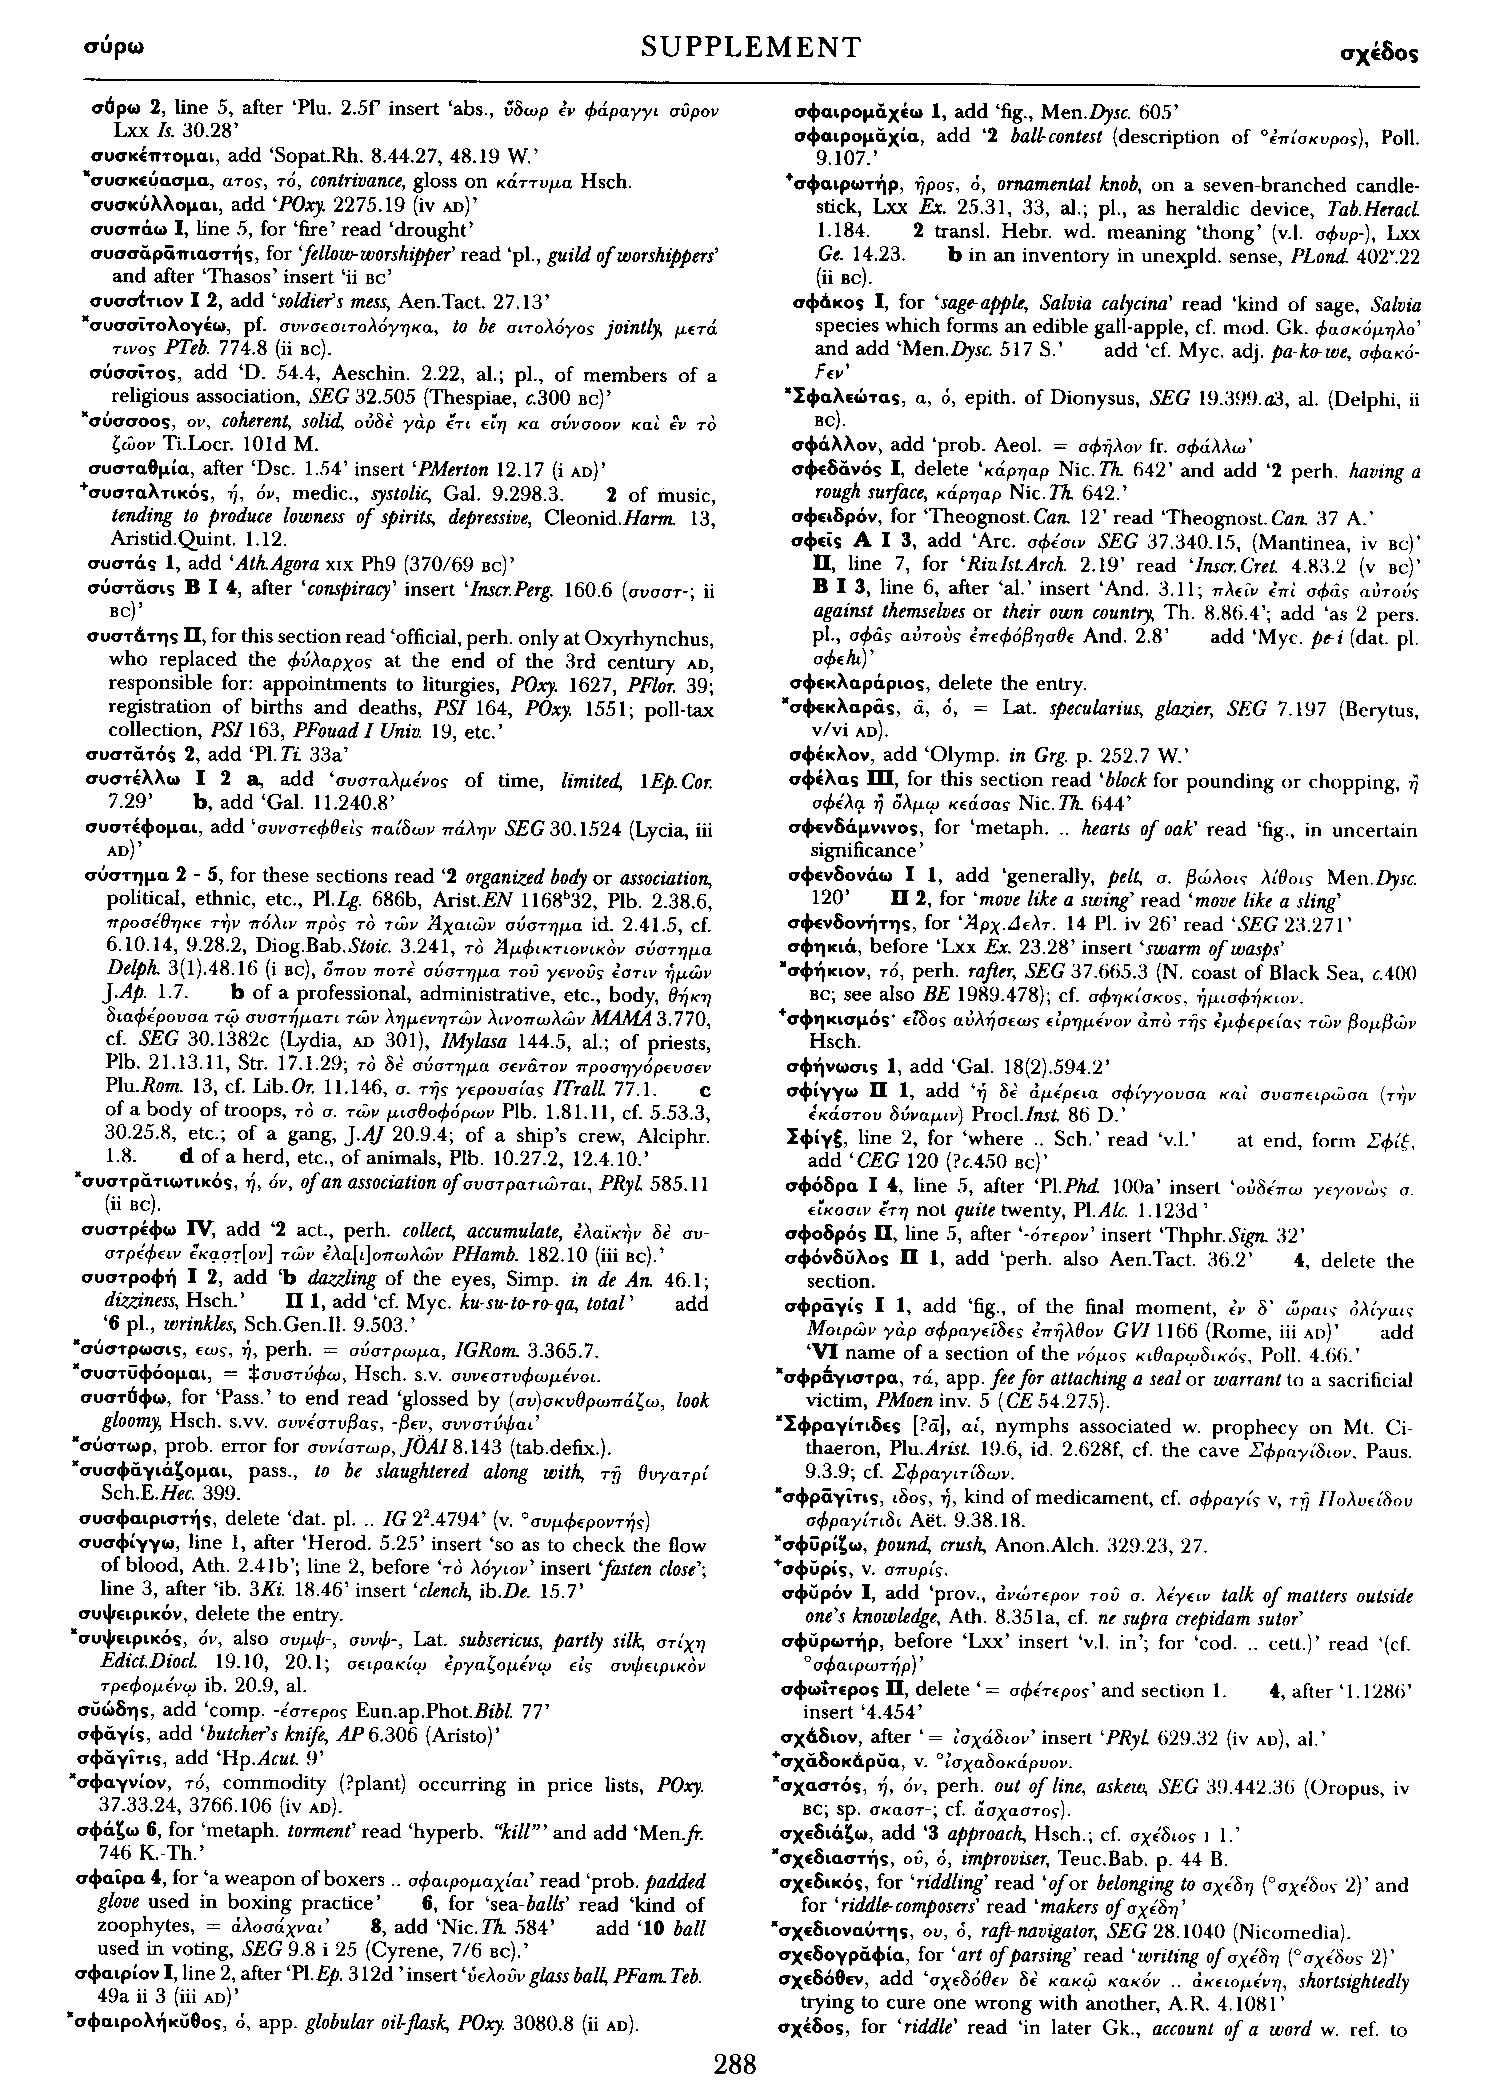 σύρω
SUPPLEMENT
σχέδος
σύ̆ρω 2, line 5, after ‘Plu. 2.5f’ insert ‘abs., ὕδωρ ἐν φάραγγι σῦρον
Lxx Is. 30.28’
συσκέπτομαι, add ‘Sopat.Rh. 8.44.27, 48.19 W.’
*συσκεύασμα, ατος, τό, contrivance, gloss on κάττυμα Hsch.
συσκύλλομαι, add ‘POxy. 2275.19 (iv AD)’
συσπάω I, line 5, for ‘fire’ read ‘drought’
συσσᾰρᾱπιαστής, for ‘fellow-worshipper’ read ‘pl., guild of worshippers’
and after ‘Thasos’ insert ‘ii BC’
συσσί̄τιον I 2, add ‘soldier's mess, Aen.Tact. 27.13’
*συσσῑτολογέω, pf. συνσεσιτολόγηκα, to be σιτολόγος jointly, μετά
τινος PTeb. 774.8 (ii BC).
σύσσῑτος, add ‘D. 54.4, Aeschin. 2.22, al.; pl., of members of a
religious association, SEG 32.505 (Thespiae, c.300 BC)’
*σύσσοος, ον, coherent, solid, οὐδὲ γὰρ ἔτι εἴη κα σύνσοον καὶ ἓν τὸ
ζῶον Ti.Locr. 101d M.
συσταθμία, after ‘Dsc. 1.54’ insert ‘PMerton 12.17 (i AD)’
+συσταλτικός, ή, όν, medic., systolic, Gal. 9.298.3. 2 of music,
tending to produce lowness of spirits, depressive, Cleonid.Harm. 13,
Aristid.Quint. 1.12.
συστάς 1, add ‘Ath.Agora XIX Ph9 (370/69 BC)’
σύστᾰσις B I 4, after ‘conspiracy’ insert ‘Inscr.Perg. 160.6 (συσστ-; ii
BC)’
συστά̆της II, for this section read ‘official, perh. only at Oxyrhynchus,
who replaced the φύλαρχος at the end of the 3rd century AD,
responsible for: appointments to liturgies, POxy. 1627, PFlor. 39;
registration of births and deaths, PSI 164, POxy. 1551; poll-tax
collection, PSI 163, PFouad I Univ. 19, etc.’
συστᾰτός 2, add ‘Pl.Ti. 33a’
συστέλλω I 2 a, add ‘συσταλμένος of time, limited, 1Ep.Cor.
7.29’ b, add ‘Gal. 11.240.8’
συστέφομαι, add ‘συνστεφθεὶς παίδων πάλην SEG 30.1524 (Lycia, iii
AD)’
σύστημα 2 - 5, for these sections read ‘2 organized body or association,
political, ethnic, etc., Pl.Lg. 686b, Arist.EN 1168b32, Plb. 2.38.6,
προσέθηκε τὴν πόλιν πρὸς τὸ τῶν Ἀχαιῶν σύστημα id. 2.41.5, cf.
6.10.14, 9.28.2, Diog.Bab.Stoic. 3.241, τὸ Ἀμφικτιονικὸν σύστημα
Delph. 3(1).48.16 (i BC), ὅπου ποτὲ σύστημα τοῦ γενοῦς ἐστιν ἡμῶν
J.Ap. 1.7. b of a professional, administrative, etc., body, θήκη
διαφέρουσα τῷ συστήματι τῶν λημενητῶν λινοπωλῶν MAMA 3.770,
cf. SEG 30.1382c (Lydia, AD 301), IMylasa 144.5, al.; of priests,
Plb. 21.13.11, Str. 17.1.29; τὸ δὲ σύστημα σενᾶτον προσηγόρευσεν
Plu.Rom. 13, cf. Lib.Or. 11.146, σ. τῆς γερουσίας ITrall. 77.1. c
of a body of troops, τὸ σ. τῶν μισθοφόρων Plb. 1.81.11, cf. 5.53.3,
30.25.8, etc.; of a gang, J.AJ 20.9.4; of a ship's crew, Alciphr.
1.8. d of a herd, etc., of animals, Plb. 10.27.2, 12.4.10.’
*συστρᾰτιωτικός, ή, όν, of an association of συστρατιῶται, PRyl. 585.11
(ii BC).
συστρέφω IV, add ‘2 act., perh. collect, accumulate, ἐλαϊκὴν δὲ συ-
στρέφειν ἕκαστ[ον] τῶν ἐλα[ι]οπωλῶν PHamb. 182.10 (iii BC).’
συστροφή I 2, add ‘b dazzling of the eyes, Simp. in de An. 46.1;
dizziness, Hsch.’ II 1, add ‘cf. Myc. ku-su-to-ro-qa, total’ add
‘6 pl., wrinkles, Sch.Gen.Il. 9.503.’
*σύστρωσις, εως, ἡ, perh. = σύστρωμα, IGRom. 3.365.7.
*συστῡφόομαι, = ‡συστύφω, Hsch. s.v. συνεστυφωμένοι.
συστύ̄φω, for ‘Pass.’ to end read ‘glossed by (συ)σκυθρωπάζω, look
gloomy, Hsch. s.vv. συνέστυβας, -βεν, συνστύψαι’
*σύστωρ, prob. error for συνίστωρ, JÖAI 8.143 (tab.defix.).
*συσφᾰγιάζομαι, pass., to be slaughtered along with, τῇ θυγατρί
Sch.E.Hec. 399.
συσφαιριστής, delete ‘dat. pl. .. IG 2².4794’ (v. °συμφεροντής)
συσφίγγω, line 1, after ‘Herod. 5.25’ insert ‘so as to check the flow
of blood, Ath. 2.41b’; line 2, before ‘τὸ λόγιον’ insert ‘fasten close’;
line 3, after ‘ib. 3Ki. 18.46’ insert ‘clench, ib.De. 15.7’
συψειρικόν, delete the entry.
*συψειρικός, όν, also συμψ-, συνψ-, Lat. subsericus, partly silk, στίχη
Edict.Diocl. 19.10, 20.1; σειρακίῳ ἐργαζομένῳ εἰς συψειρικὸν
τρεφομένῳ ib. 20.9, al.
σῠώδης, add ‘comp. -έστερος Eun.ap.Phot.Bibl. 77’
σφᾰγίς, add ‘butcher's knife, AP 6.306 (Aristo)’
σφᾰγῖτις, add ‘Hp.Acut. 9’
*σφαγνίον, τό, commodity (?plant) occurring in price lists, POxy.
37.33.24, 3766.106 (iv AD).
σφάζω 6, for ‘metaph. torment’ read ‘hyperb. “kill”’ and add ‘Men.fr.
746 K.-Th.’
σφαῖρα 4, for ‘a weapon of boxers .. σφαιρομαχίαι’ read ‘prob. padded
glove used in boxing practice’ 6, for ‘sea-balls’ read ‘kind of
zoophytes, = ἁλοσάχναι’ 8, add ‘Nic.Th. 584’ add ‘10 ball
used in voting, SEG 9.8 i 25 (Cyrene, 7/6 BC).’
σφαιρίον I, line 2, after ‘Pl.Ep. 312d’ insert ‘ὑελοῦν glass ball, PFam.Teb.
49a ii 3 (iii AD)’
*σφαιρολήκῠθος, ὁ, app. globular oil-flask, POxy. 3080.8 (ii AD).
σφαιρομᾰχέω 1, add ‘fig., Men.Dysc. 605’
σφαιρομᾰχία, add ‘2 ball-contest (description of °ἐπίσκυρος), Poll.
9.107.’
+σφαιρωτήρ, ῆρος, ὁ, ornamental knob, on a seven-branched candle-
stick, Lxx Ex. 25.31, 33, al.; pl., as heraldic device, Tab.Heracl.
1.184. 2 transl. Hebr. wd. meaning ‘thong’ (v.l. σφυρ-), Lxx
Ge. 14.23. b in an inventory in unexpld. sense, PLond. 402v.22
(ii BC).
σφά̆κος I, for ‘sage-apple, Salvia calycina’ read ‘kind of sage, Salvia
species which forms an edible gall-apple, cf. mod. Gk. φασκόμηλο’
and add ‘Men.Dysc. 517 S.’ add ‘cf. Myc. adj. pa-ko-we, σφακό-
ϝεν’
*Σφαλεώτας, α, ὁ, epith. of Dionysus, SEG 19.399.a3, al. (Delphi, ii
BC).
σφάλλον, add ‘prob. Aeol. = σφῆλον fr. σφάλλω’
σφεδᾰνός I, delete ‘κάρηαρ Nic.Th. 642’ and add ‘2 perh. having a
rough surface, κάρηαρ Nic.Th. 642.’
σφειδρόν, for ‘Theognost.Can. 12’ read ‘Theognost.Can. 37 A.’
σφεῖς A I 3, add ‘Arc. σφέσιν SEG 37.340.15, (Mantinea, iv BC)’
II, line 7, for ‘Riv.Ist.Arch. 2.19’ read ‘Inscr.Cret. 4.83.2 (v BC)’
B I 3, line 6, after ‘al.’ insert ‘And. 3.11; πλεῖν ἐπὶ σφᾶς αὐτούς
against themselves or their own country, Th. 8.86.4’; add ‘as 2 pers.
pl., σφᾶς αὐτοὺς ἐπεφόβησθε And. 2.8’ add ‘Myc. pe-i (dat. pl.
σφεhι)’
σφεκλαράριος, delete the entry.
*σφεκλαρᾶς, ᾶ, ὁ, = Lat. specularius, glazier, SEG 7.197 (Berytus,
v/vi AD).
σφέκλον, add ‘Olymp. in Grg. p. 252.7 W.’
σφέλας III, for this section read ‘block for pounding or chopping, ἢ
σφέλᾳ ἢ ὅλμῳ κεάσας Nic.Th. 644’
σφενδάμνινος, for ‘metaph. .. hearts of oak’ read ‘fig., in uncertain
significance’
σφενδονάω I 1, add ‘generally, pelt, σ. βώλοις λίθοις Men.Dysc.
120’ II 2, for ‘move like a swing’ read ‘move like a sling’
σφενδονήτης, for ‘Ἀρχ.Δελτ. 14 Pl. iv 26’ read ‘SEG 23.271’
σφηκιά, before ‘Lxx Ex. 23.28’ insert ‘swarm of wasps’
*σφήκιον, τό, perh. rafter, SEG 37.665.3 (N. coast of Black Sea, c.400
BC; see also BE 1989.478); cf. σφηκίσκος, ἡμισφήκιον.
+σφηκισμός· εἶδος αὐλήσεως εἰρημένον ἀπὸ τῆς ἐμφερείας τῶν βομβῶν
Hsch.
σφήνωσις 1, add ‘Gal. 18(2).594.2’
σφίγγω II 1, add ‘ἡ δὲ ἀμέρεια σφίγγουσα καὶ συσπειρῶσα (τὴν
ἑκάστου δύναμιν) Procl.Inst. 86 D.’
Σφίγξ, line 2, for ‘where .. Sch.’ read ‘v.l.’ at end, form Σφίξ,
add ‘CEG 120 (?c.450 BC)’
σφόδρα I 4, line 5, after ‘Pl.Phd. 100a’ insert ‘οὐδέπω γεγονὼς σ.
εἴκοσιν ἔτη not quite twenty, Pl.Alc. 1.123d’
σφοδρός II, line 5, after ‘-ότερον’ insert ‘Thphr.Sign. 32’
σφόνδῠλος II 1, add ‘perh. also Aen.Tact. 36.2’ 4, delete the
section.
σφρᾱγίς I 1, add ‘fig., of the final moment, ἐν δ' ὥραις ὀλίγαις
Μοιρῶν γὰρ σφραγεῖδες ἐπῆλθον GVI 1166 (Rome, iii AD)’ add
‘VI name of a section of the νόμος κιθαρῳδικός, Poll. 4.66.’
*σφρά̄γιστρα, τά, app. fee for attaching a seal or warrant to a sacrificial
victim, PMoen inv. 5 (CE 54.275).
*Σφραγίτιδες [?ᾱ], αἱ, nymphs associated w. prophecy on Mt. Ci-
thaeron, Plu.Arist. 19.6, id. 2.628f, cf. the cave Σφραγίδιον, Paus.
9.3.9; cf. Σφραγιτίδων.
*σφρᾱγῖτις, ιδος, ἡ, kind of medicament, cf. σφραγίς V, τῇ Πολυείδου
σφραγίτιδι Aët. 9.38.18.
*σφῡρίζω, pound, crush, Anon.Alch. 329.23, 27.
+σφῠρίς, v. σπυρίς.
σφῠρόν I, add ‘prov., ἀνώτερον τοῦ σ. λέγειν talk of matters outside
one's knowledge, Ath. 8.351a, cf. ne supra crepidam sutor’
σφῠρωτήρ, before ‘Lxx’ insert ‘v.l. in’; for ‘cod. .. cett.)’ read ‘(cf.
°σφαιρωτήρ)’
σφωΐτερος II, delete ‘= σφέτερος’ and section 1. 4, after ‘1.1286’
insert ‘4.454’
σχά̆διον, after ‘= ἰσχάδιον’ insert ‘PRyl. 629.32 (iv AD), al.’
+σχᾰδοκά̆ρῠα, v. °ἰσχαδοκάρυον.
*σχαστός, ή, όν, perh. out of line, askew, SEG 39.442.36 (Oropus, iv
BC; sp. σκαστ-; cf. ἄσχαστος).
σχεδιάζω, add ‘3 approach, Hsch.; cf. σχέδιος I 1.’
*σχεδιαστής, οῦ, ὁ, improviser, Teuc.Bab. p. 44 B.
σχεδικός, for ‘riddling’ read ‘of or belonging to σχέδη (°σχέδος 2)’ and
for ‘riddle-composers’ read ‘makers of σχέδη’
*σχεδιοναύτης, ου, ὁ, raft-navigator, SEG 28.1040 (Nicomedia).
σχεδογρᾰφία, for ‘art of parsing’ read ‘writing of σχέδη (°σχέδος 2)’
σχεδόθεν, add ‘σχεδόθεν δὲ κακῷ κακόν .. ἀκειομένη, shortsightedly
trying to cure one wrong with another, A.R. 4.1081’
σχέδος, for ‘riddle’ read ‘in later Gk., account of a word w. ref. to
288